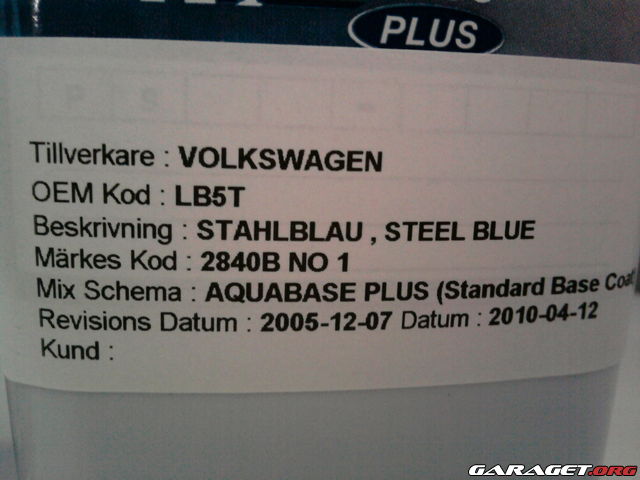 PLUS
P S
Tillverkare : VOLKSWAGEN
OEM Kod : LB5T
Beskrivning : STAHLBLAU , STEEL BLUE
Märkes Kod : 2840B NO 1
Mix Schema : AQUABASE PLUS (Standard Base Coat
Revisions Datum : 2005-12-07 Datum : 2010-04-12
Kund :
GARAGET.ORG